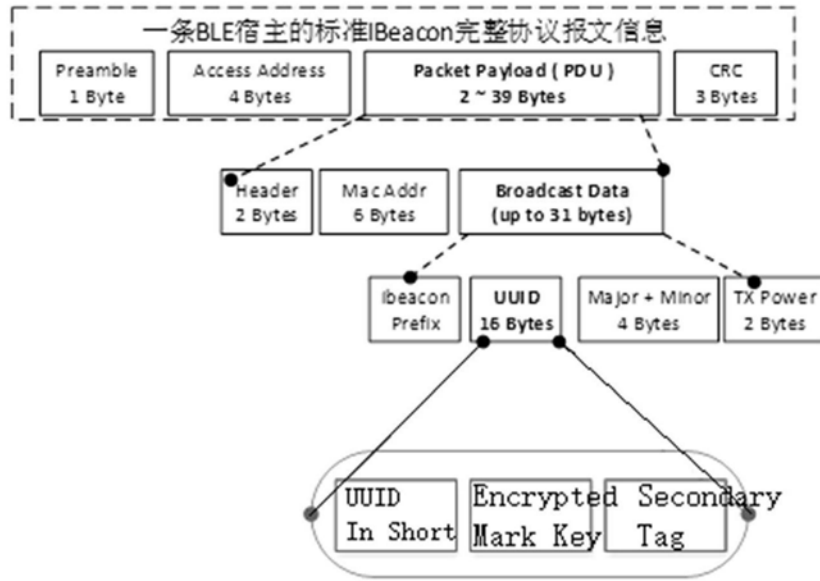 一条BLE宿主的标准IBeacon完整协议报文信息
Preamble
1 Byte
Access Address
4 Bytes
Packet Payload ( PDU )
2 ~ 39 Bytes
CRC
3 Bytes
Header
2 Bytes
Mac Addr
6 Bytes
Broadcast Data
(up to 31 bytes)
Ibeacon
Prefix
UUID
16 Bytes
Major + Minor
4 Bytes
TX Power
2 Bytes
UUID
In Short
Encrypted
Mark Key
Secondary
Tag